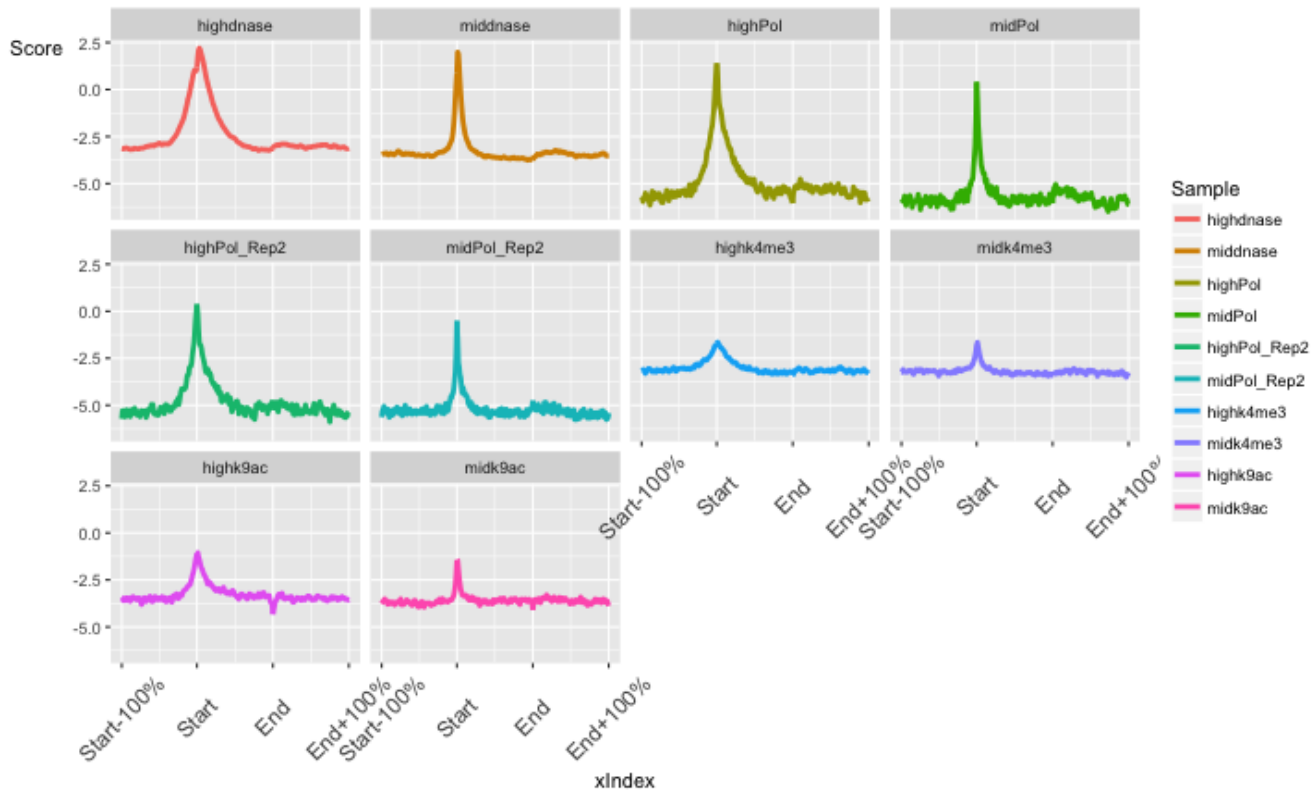 highdnase
middnase
highPol
midPol
Score
2.5
0.0
-2.5
-5.0
highPol_Rep2
midPol_Rep2
highk4me3
midk4me3
2.5
0.0
-2.5
-5.0
highk9ac
midk9ac
2.5
0.0
-2.5
-5.0
Start-100%
Start
End
End+100%
Start-100%
Start
End
End+100%
Start-100%
Start
End
End+100%
Start-100%
Start
End
End+100%
xIndex
Sample
highdnase
middnase
highPol
midPol
highPol_Rep2
midPol_Rep2
highk4me3
midk4me3
highk9ac
midk9ac